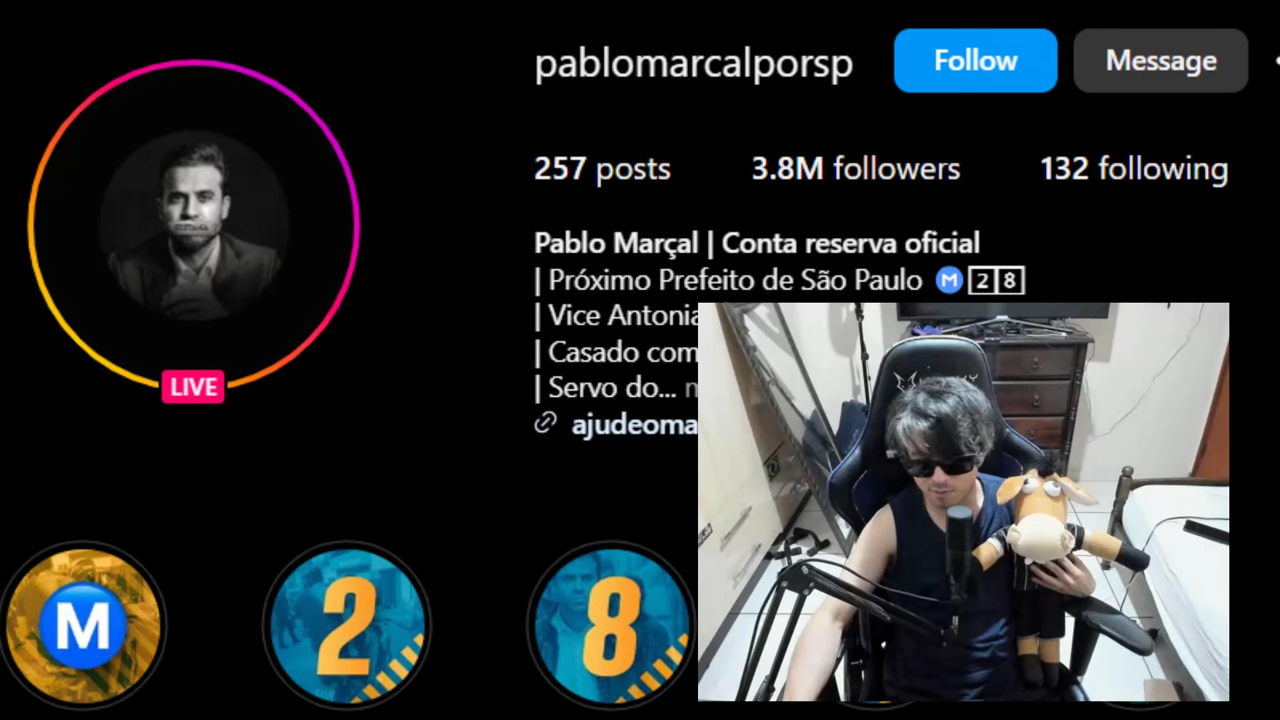 pablomarcalporsp
Follow
Message
257 posts
3.8M followers
132 following
Pablo Marçal | Conta reserva oficial
| Próximo Prefeito de São Paulo Ⓜ️ 2 8
| Vice Antonia
| Casado com
| Servo do...
ajudeoma
LIVE
M
2
8